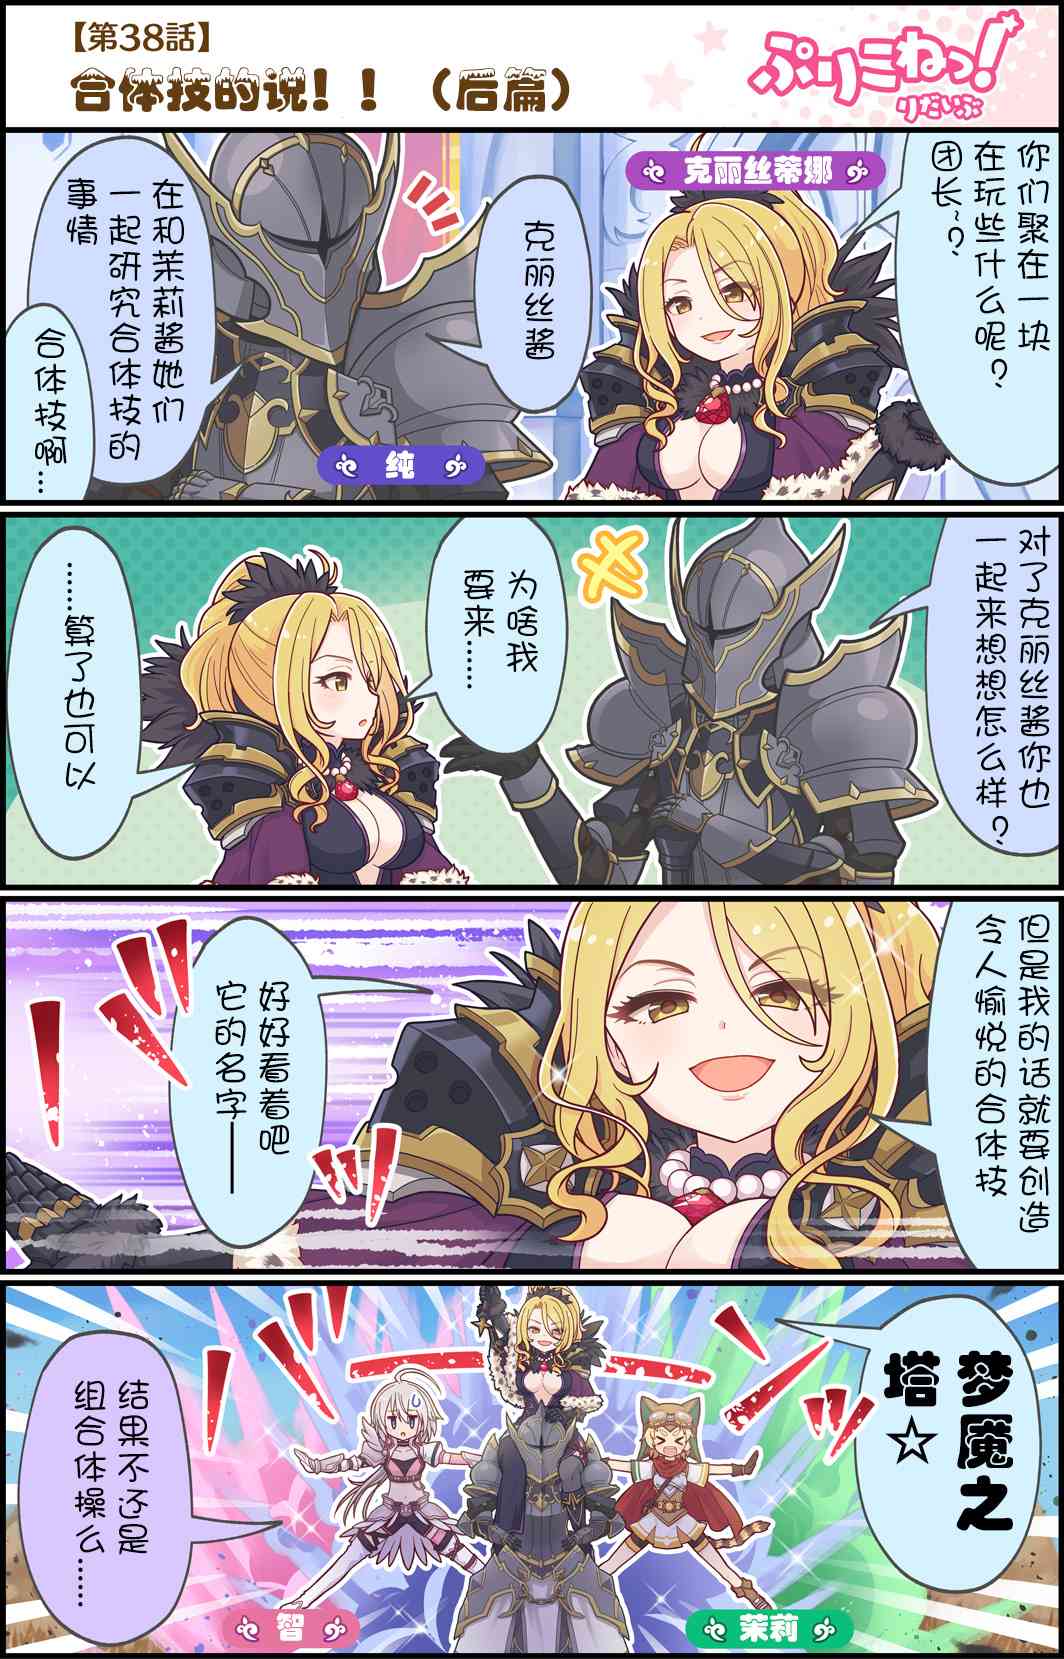 【第38話】
合体技的说！！（后篇）
ぷりこねっ！
りだいぶ
克丽丝蒂娜
你们聚在一块
在玩些什么呢？
团长~？
克丽丝酱
在和茉莉酱她们
一起研究合体技的
事情
合体技啊…
纯
对了克丽丝酱你也
一起来想想怎么样？
为啥我
要来……
……算了也可以
但是我的话就要创造
令人愉悦的合体技
好好看着吧
它的名字——
梦魔之
塔☆
结果不还是
组合体操么……
智
茉莉